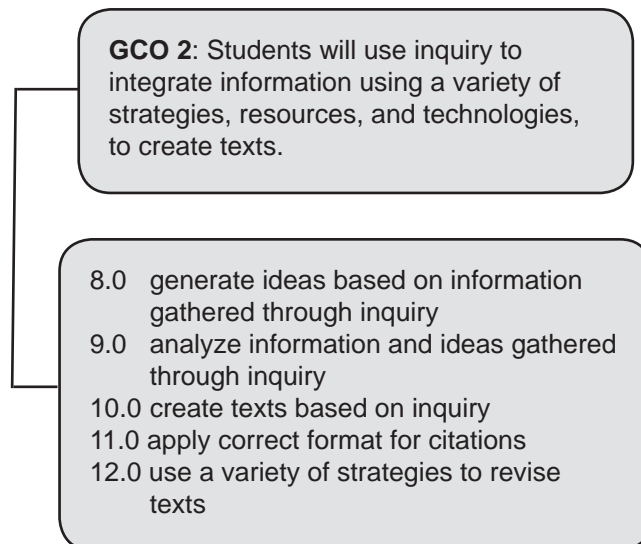 GCO 2: Students will use inquiry to
integrate information using a variety of
strategies, resources, and technologies,
to create texts.
8.0 generate ideas based on information
gathered through inquiry
9.0 analyze information and ideas gathered
through inquiry
10.0 create texts based on inquiry
11.0 apply correct format for citations
12.0 use a variety of strategies to revise
texts